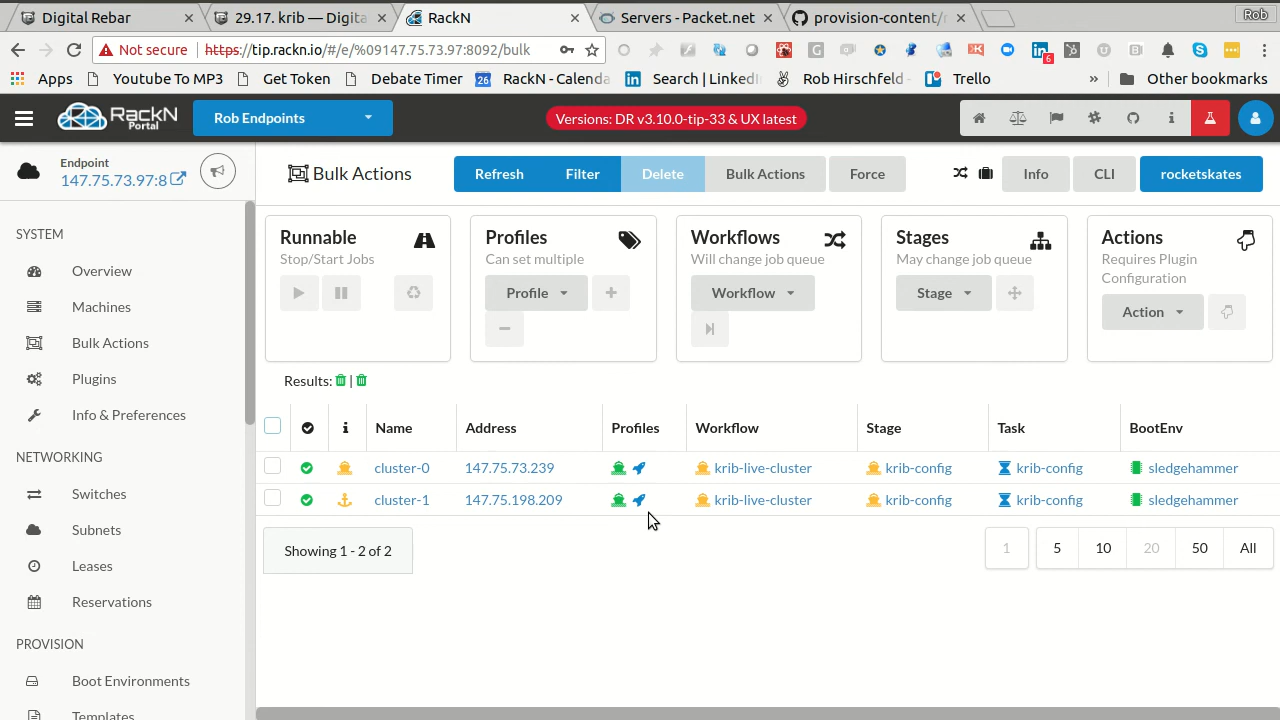 Digital Rebar
29.17. krib — Digita
RackN
Servers - Packet.net
provision-content/r
Rob
Not secure
https://tip.rackn.io/#/e/%09147.75.73.97:8092/bulk
6
Apps
Youtube To MP3
Get Token
Debate Timer
26
RackN - Calenda
Search | LinkedI
Rob Hirschfeld -
Trello
»
Other bookmarks
RackN
Portal
Rob Endpoints
Versions: DR v3.10.0-tip-33 & UX latest
Endpoint
147.75.73.97:8
Bulk Actions
Refresh
Filter
Delete
Bulk Actions
Force
Info
CLI
rocketskates
SYSTEM
Overview
Machines
Bulk Actions
Plugins
Info & Preferences
NETWORKING
Switches
Subnets
Leases
Reservations
PROVISION
Boot Environments
Templates
Runnable
Stop/Start Jobs
Profiles
Can set multiple
Profile
Workflows
Will change job queue
Workflow
Stages
May change job queue
Stage
Actions
Requires Plugin
Configuration
Action
Results: |
Name Address Profiles Workflow Stage Task BootEnv
cluster-0 147.75.73.239 krib-live-cluster krib-config krib-config sledgehammer
cluster-1 147.75.198.209 krib-live-cluster krib-config krib-config sledgehammer
Showing 1 - 2 of 2
1 5 10 20 50 All